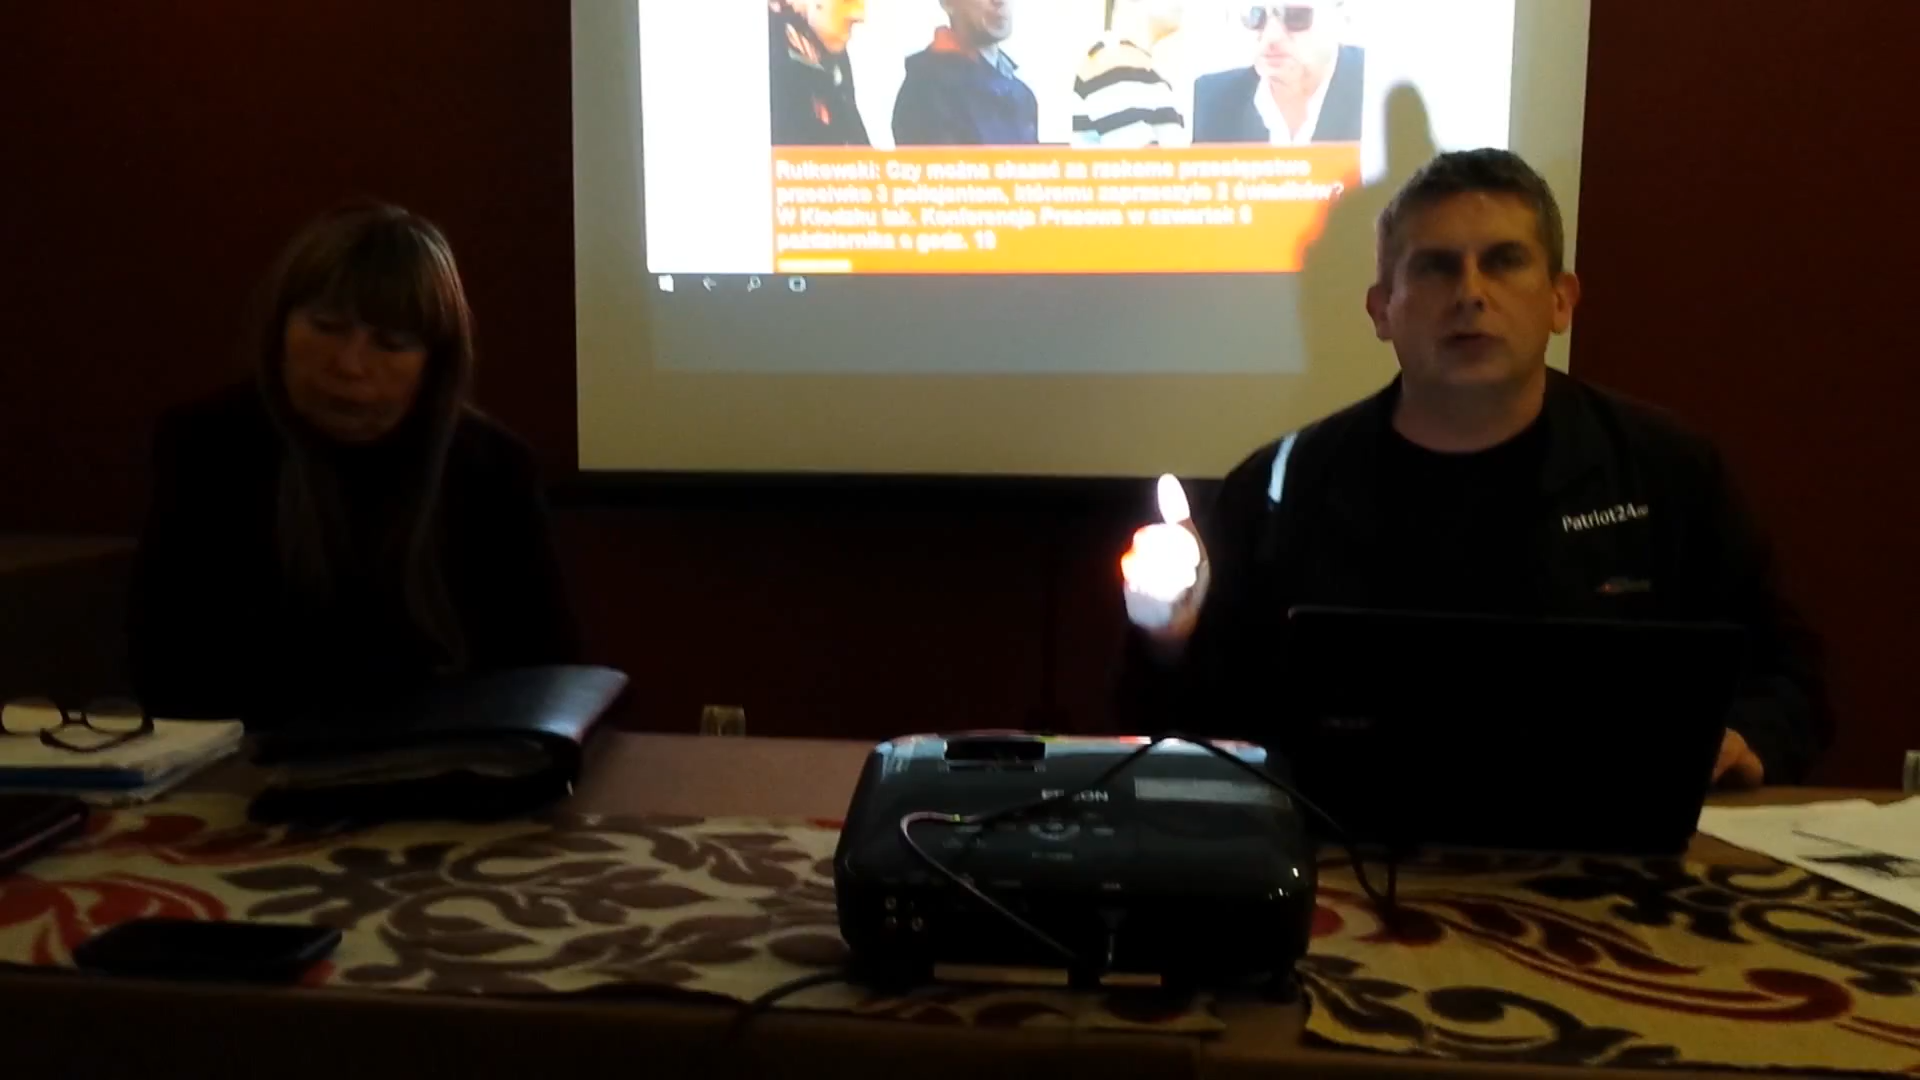 Rutkowski: Czy można skazać za rzekome przestępstwo
przeciwko 3 policjantom, któremu zaprzeczyło 2 świadków?
W Kłodzku tak. Konferencja Prasowa w czwartek 6
października o godz. 19
Patriot24
EPSON